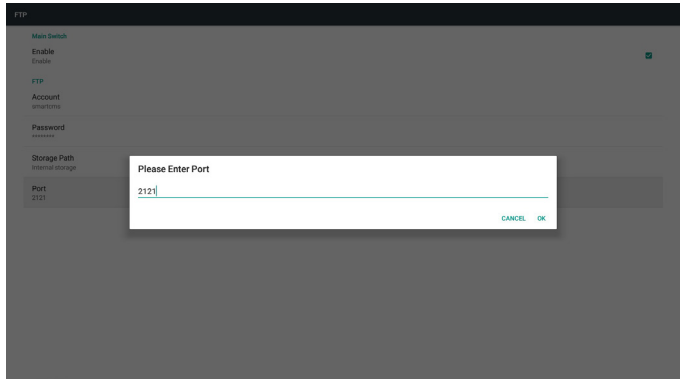 FTP
Main Switch
Enable
Enable
FTP
Account
smartcms
Password
********
Storage Path
Internal storage
Port
2121
Please Enter Port
2121
CANCEL OK